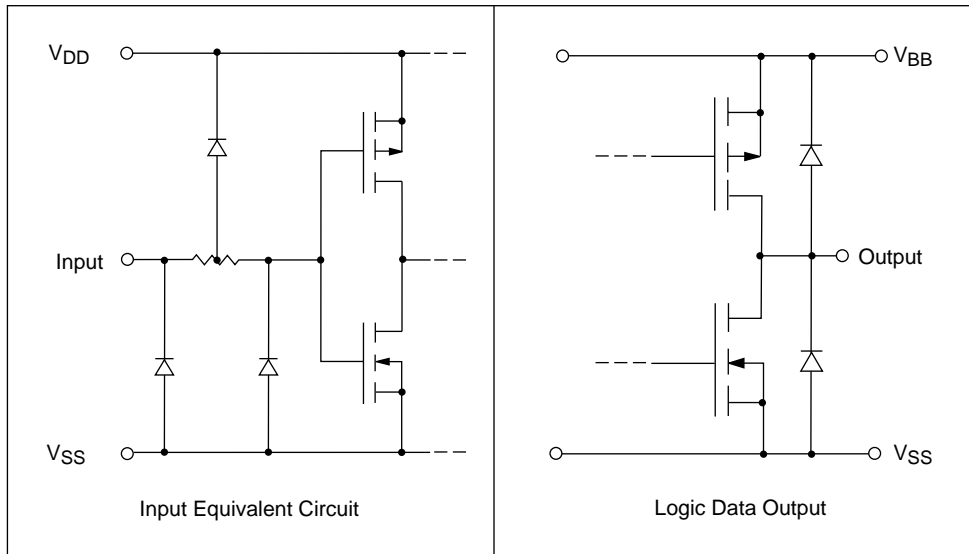 VDD
Input
VSS
Input Equivalent Circuit
VBB
Output
VSS
Logic Data Output